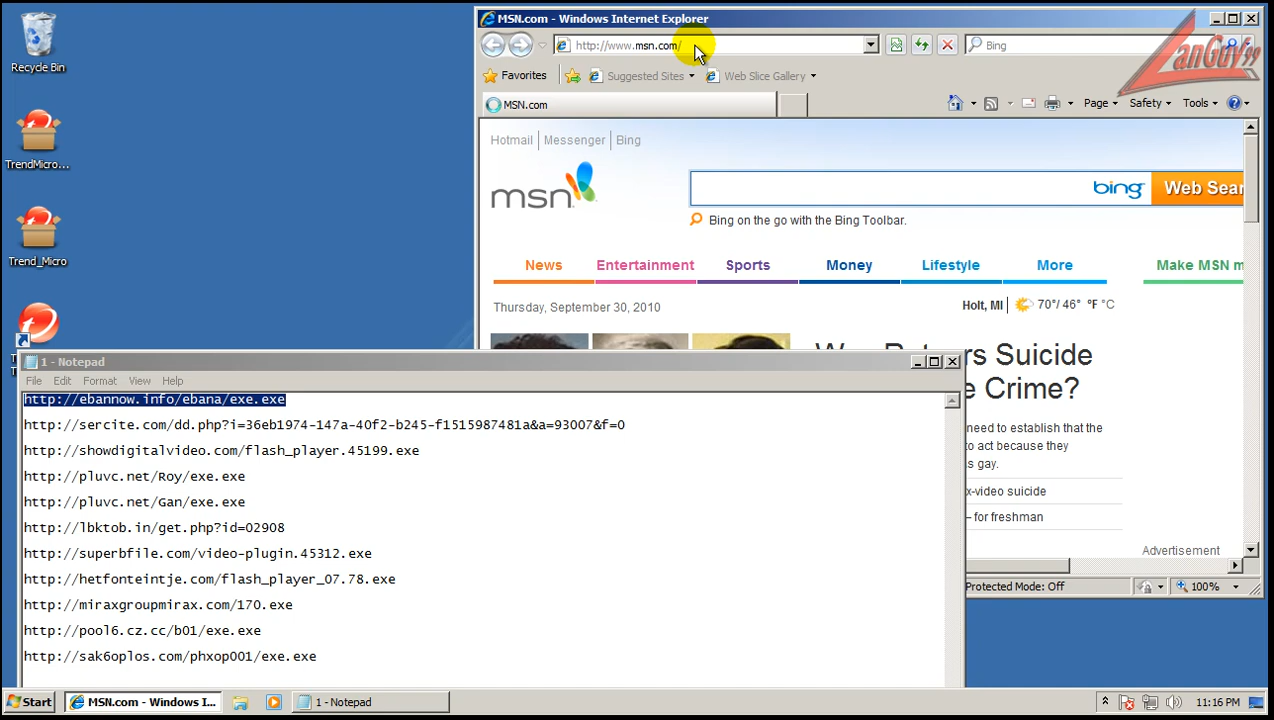 MSN.com - Windows Internet Explorer
Recycle Bin
http://www.msn.com/
Bing
LanGuy99
Favorites
Suggested Sites
Web Slice Gallery
MSN.com
Page
Safety
Tools
Hotmail
Messenger
Bing
TrendMicro...
msn
bing
Web Sear
Bing on the go with the Bing Toolbar.
Trend_Micro
News
Entertainment
Sports
Money
Lifestyle
More
Make MSN m
Thursday, September 30, 2010
Holt, MI
70°/ 46° °F °C
rs Suicide
e Crime?
1 - Notepad
File
Edit
Format
View
Help
http://ebannow.info/ebana/exe.exe
http://sercite.com/dd.php?i=36eb1974-147a-40f2-b245-f1515987481a&a=93007&f=0
http://showdigitalvideo.com/flash_player.45199.exe
http://pluvc.net/Roy/exe.exe
http://pluvc.net/Gan/exe.exe
http://lbktob.in/get.php?id=02908
http://superbfile.com/video-plugin.45312.exe
http://hetfonteintje.com/flash_player_07.78.exe
http://miraxgroupmirax.com/170.exe
http://pool6.cz.cc/b01/exe.exe
http://sak6oplos.com/phxop001/exe.exe
need to establish that the
to act because they
s gay.
x-video suicide
– for freshman
Advertisement
Protected Mode: Off
100%
Start
MSN.com - Windows I...
1 - Notepad
11:16 PM